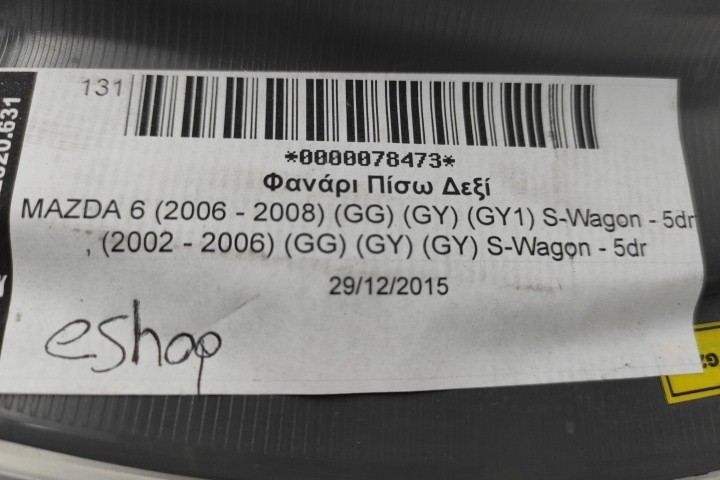 131
*0000078473*
Φανάρι Πίσω Δεξί
MAZDA 6 (2006 - 2008) (GG) (GY) (GY1) S-Wagon - 5dr
, (2002 - 2006) (GG) (GY) (GY) S-Wagon - 5dr
29/12/2015
eshop